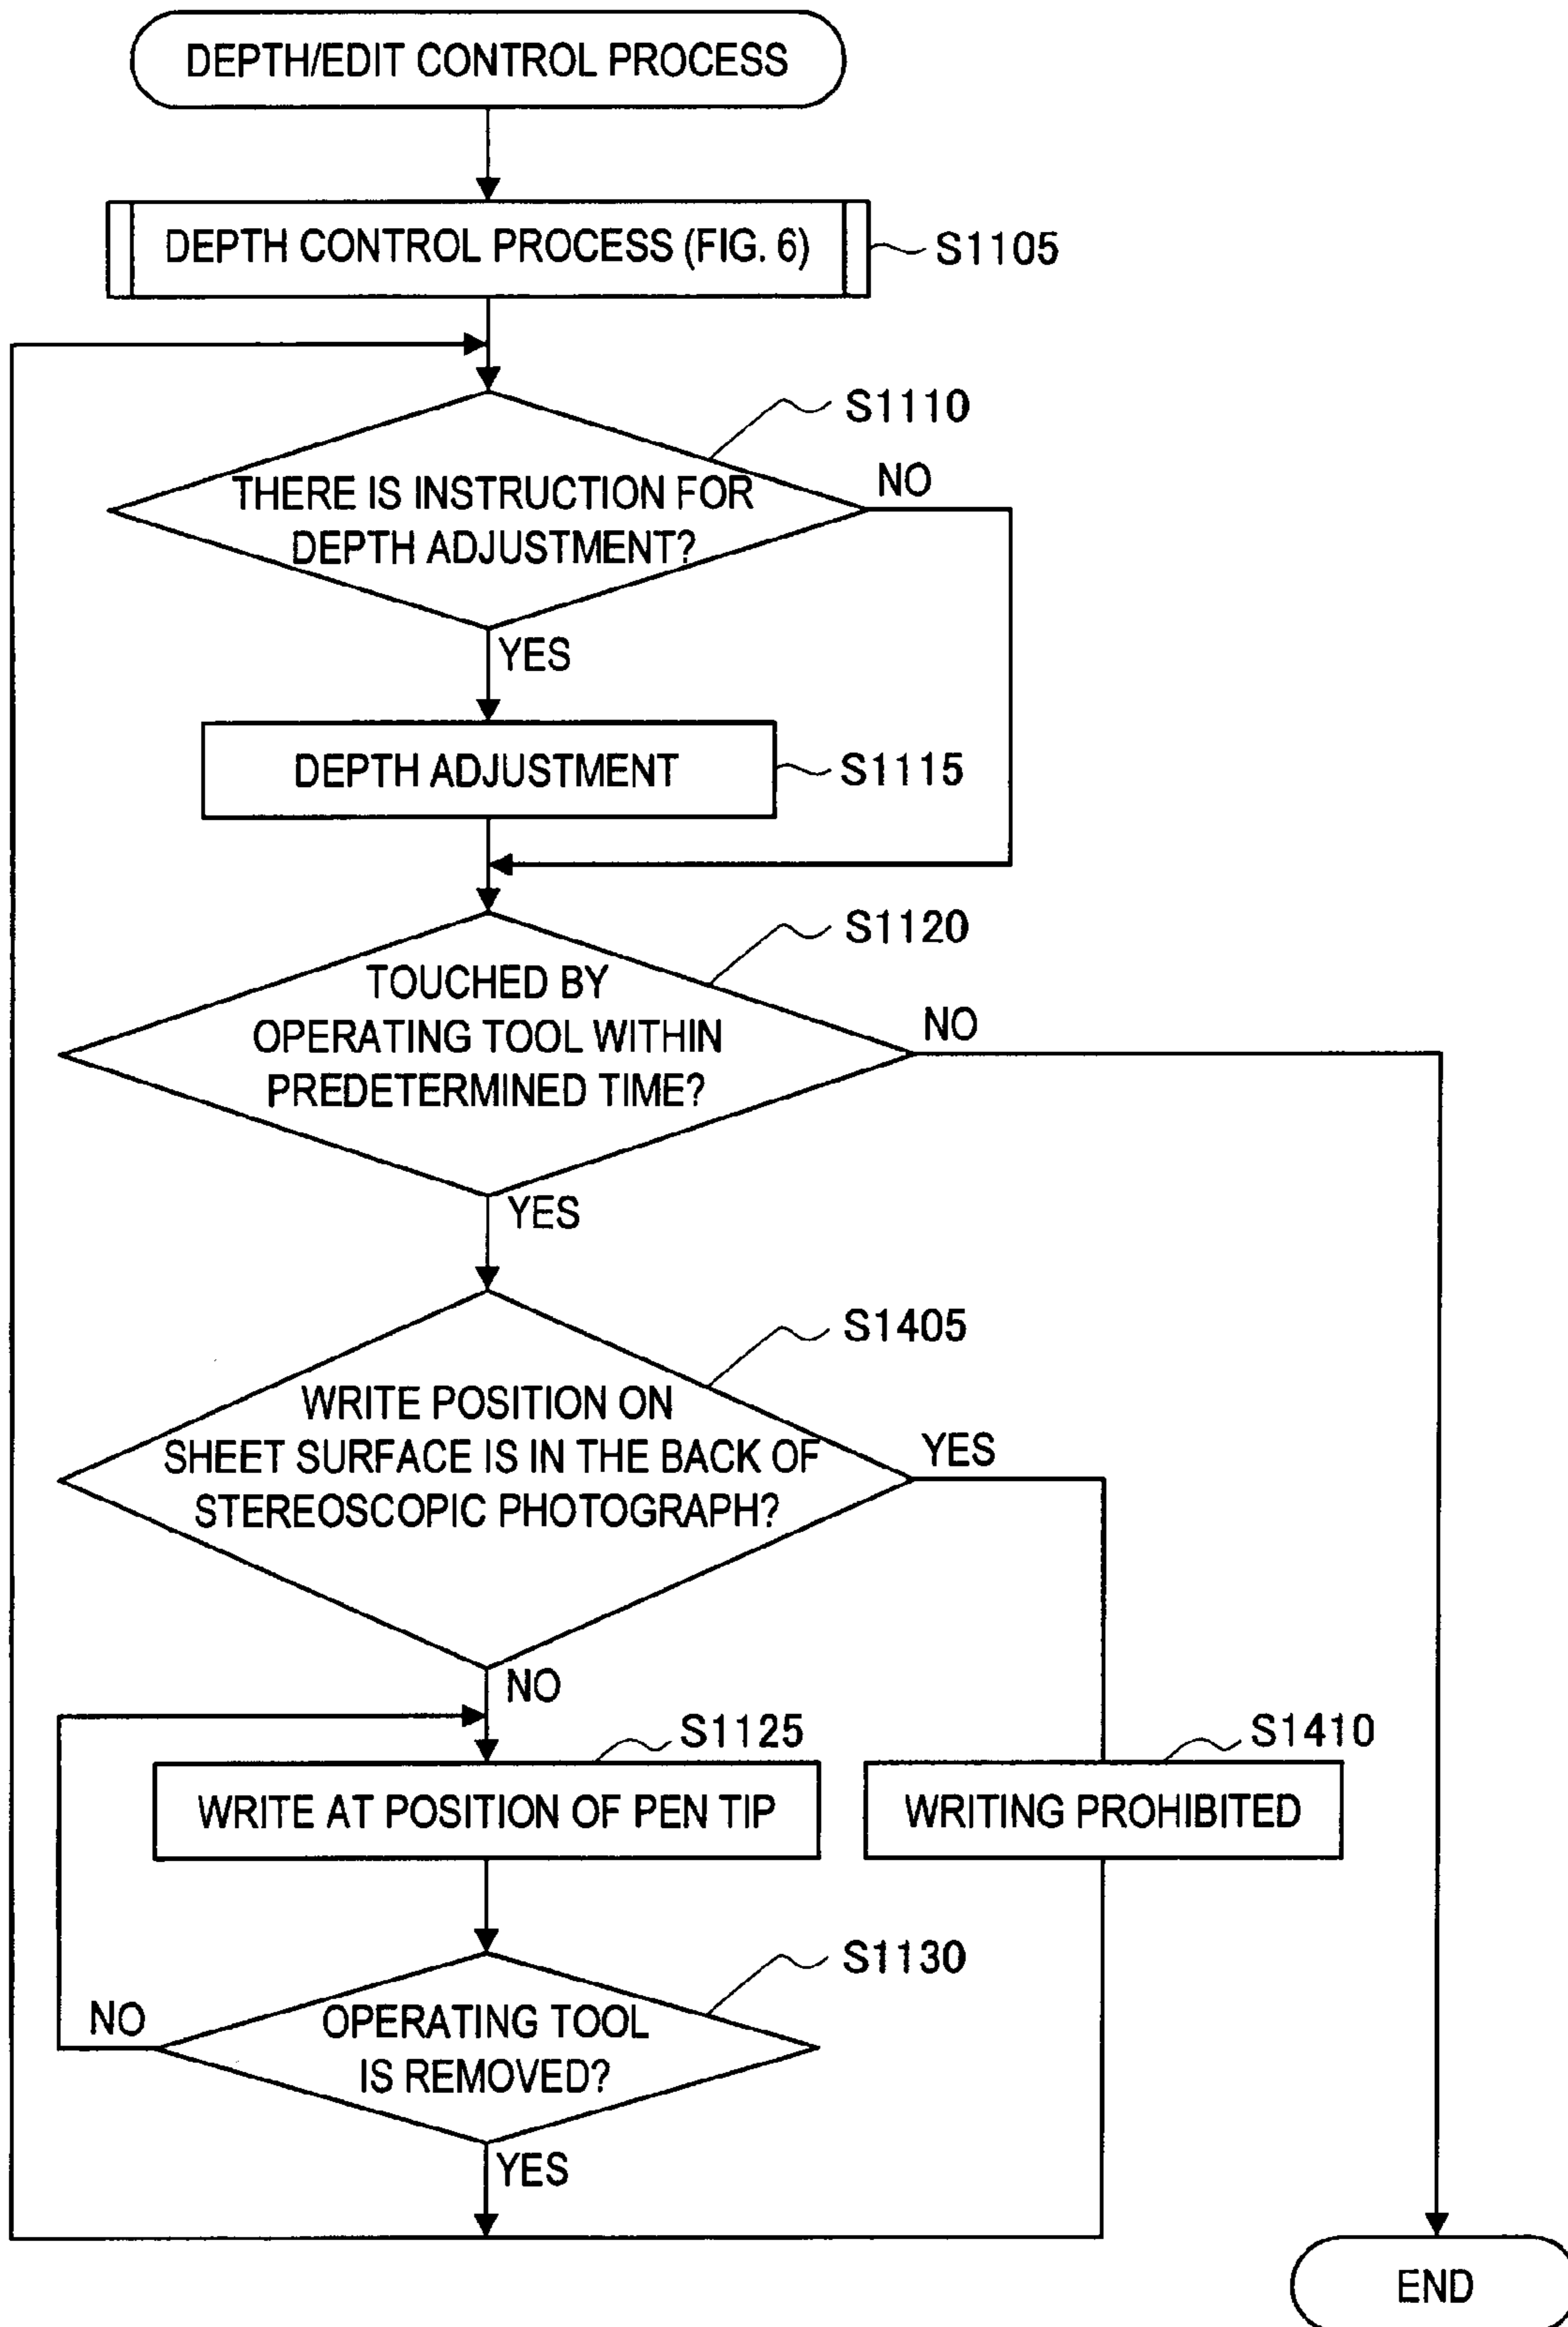 DEPTH/EDIT CONTROL PROCESS
DEPTH CONTROL PROCESS (FIG. 6)
S1105
S1110
THERE IS INSTRUCTION FOR
DEPTH ADJUSTMENT?
NO
YES
DEPTH ADJUSTMENT
S1115
S1120
TOUCHED BY
OPERATING TOOL WITHIN
PREDETERMINED TIME?
NO
YES
S1405
WRITE POSITION ON
SHEET SURFACE IS IN THE BACK OF
STEREOSCOPIC PHOTOGRAPH?
YES
NO
S1125
WRITE AT POSITION OF PEN TIP
S1410
WRITING PROHIBITED
S1130
OPERATING TOOL
IS REMOVED?
NO
YES
END